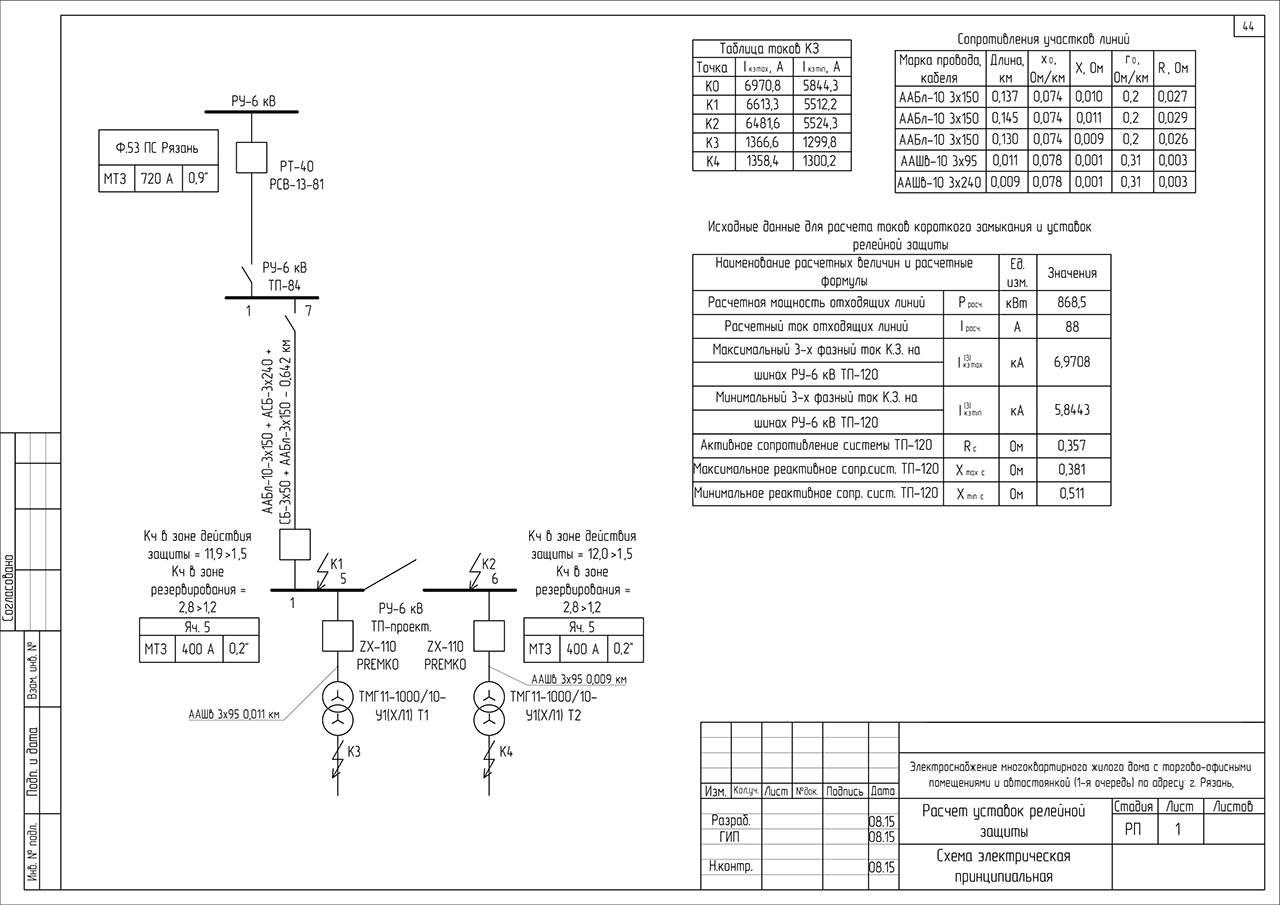 44
РУ-6 кВ
Ф.53 ПС Рязань
МТЗ 720 А 0,9"
РТ-40
РСВ-13-81
РУ-6 кВ
ТП-84
1 7
ААБл-10-3х150 + АСБ-3х240 +
СБ-3х50 + ААБл-3х150 - 0,642 км
Кч в зоне действия
защиты = 11,9>1,5
Кч в зоне
резервирования =
2,8>1,2
Яч. 5
МТЗ 400 А 0,2"
К1
5
1
К2
6
РУ-6 кВ
ТП-проект.
ZX-110
PREMKO
ZX-110
PREMKO
Кч в зоне действия
защиты = 12,0>1,5
Кч в зоне
резервирования =
2,8>1,2
Яч. 5
МТЗ 400 А 0,2"
ААШв 3х95 0,009 км
ААШв 3х95 0,011 км
ТМГ11-1000/10-
У1(ХЛ1) Т1
ТМГ11-1000/10-
У1(ХЛ1) Т2
К3
К4
Таблица токов КЗ
Точка I кз max, А I кз min, А
К0 6970,8 5844,3
К1 6613,3 5512,2
К2 6481,6 5524,3
К3 1366,6 1299,8
К4 1358,4 1300,2
Сопротивления участков линий
Марка провода, Длина, x0, X, Ом r0, R, Ом
кабеля км Ом/км Ом/км
ААБл-10 3х150 0,137 0,074 0,010 0,2 0,027
ААБл-10 3х150 0,145 0,074 0,011 0,2 0,029
ААБл-10 3х150 0,130 0,074 0,009 0,2 0,026
ААШв-10 3х95 0,011 0,078 0,001 0,31 0,003
ААШв-10 3х240 0,009 0,078 0,001 0,31 0,003
Исходные данные для расчета токов короткого замыкания и уставок
релейной защиты
Наименование расчетных величин и расчетные Ед. Значения
формулы изм.
Расчетная мощность отходящих линий P расч. кВт 868,5
Расчетный ток отходящих линий I расч. А 88
Максимальный 3-х фазный ток К.З. на I (3) кз max кА 6,9708
шинах РУ-6 кВ ТП-120
Минимальный 3-х фазный ток К.З. на I (3) кз min кА 5,8443
шинах РУ-6 кВ ТП-120
Активное сопротивление системы ТП-120 R с Ом 0,357
Максимальное реактивное сопр.сист. ТП-120 X max с Ом 0,381
Минимальное реактивное сопр. сист. ТП-120 X min с Ом 0,511
Согласовано
Взам. инв. №
Подп. и дата
Инв. № подл.
Изм. Кол.уч. Лист №док. Подпись Дата
Разраб. 08.15
ГИП 08.15
Н.контр. 08.15
Электроснабжение многоквартирного жилого дома с торгово-офисными
помещениями и автостоянкой (1-я очередь) по адресу: г. Рязань,
Расчет уставок релейной
защиты
Стадия Лист Листов
РП 1
Схема электрическая
принципиальная